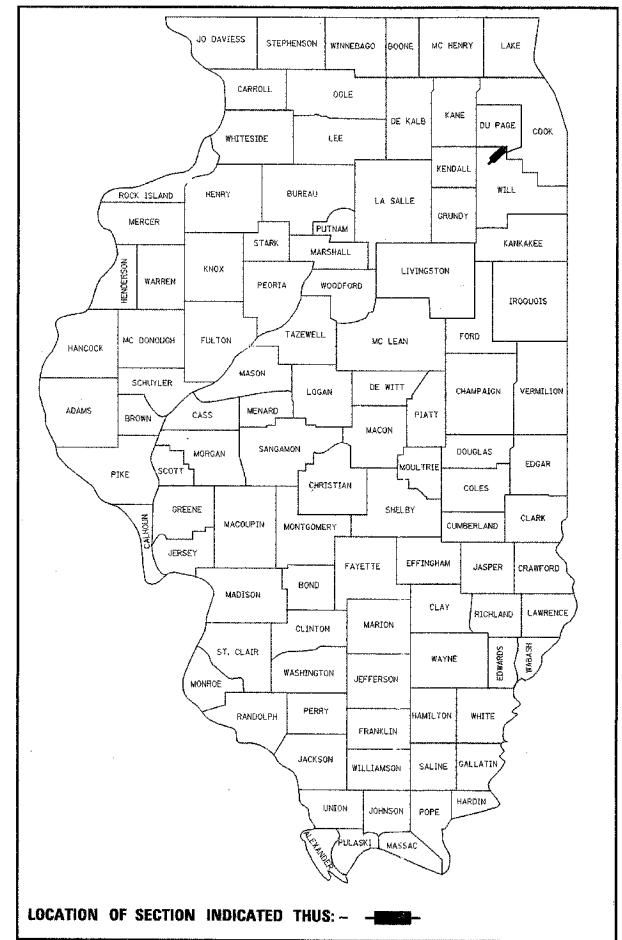 JO DAVIESS STEPHENSON WINNEBAGO BOONE MC HENRY LAKE
CARROLL OGLE DE KALB KANE DU PAGE COOK
WHITESIDE LEE KENDALL WILL
ROCK ISLAND HENRY BUREAU LA SALLE GRUNDY
MERCER PUTNAM KANKAKEE
HENDERSON WARREN KNOX STARK MARSHALL LIVINGSTON
PEORIA WOODFORD IROQUOIS
HANCOCK MC DONOUGH FULTON TAZEWELL MC LEAN FORD
SCHUYLER MASON LOGAN DE WITT CHAMPAIGN VERMILION
ADAMS BROWN CASS MENARD MACON PIATT
PIKE SCOTT MORGAN SANGAMON CHRISTIAN MOULTRIE DOUGLAS EDGAR
COLES
CALHOUN GREENE MACOUPIN MONTGOMERY SHELBY CUMBERLAND CLARK
JERSEY
MADISON BOND FAYETTE EFFINGHAM JASPER CRAWFORD
CLINTON MARION CLAY RICHLAND LAWRENCE
ST. CLAIR WASHINGTON JEFFERSON WAYNE EDWARDS WABASH
MONROE
RANDOLPH PERRY FRANKLIN HAMILTON WHITE
JACKSON WILLIAMSON SALINE GALLATIN
UNION JOHNSON POPE HARDIN
ALEXANDER PULASKI MASSAC
LOCATION OF SECTION INDICATED THUS: –